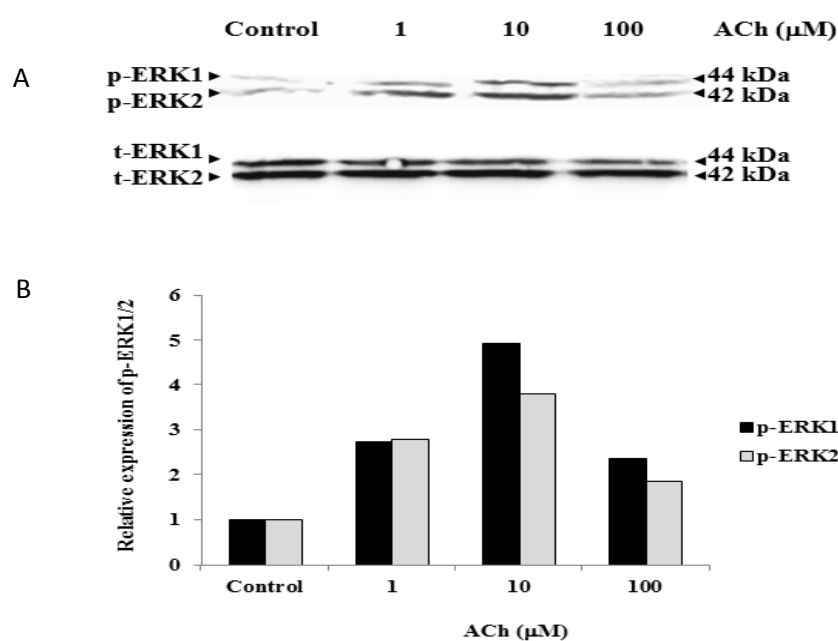 Control 1 10 100 ACh (µM)
A
p-ERK1 44 kDa
p-ERK2 42 kDa
t-ERK1 44 kDa
t-ERK2 42 kDa
B
Relative expression of p-ERK1/2
6
5
4
3
2
1
0
p-ERK1
p-ERK2
Control 1 10 100
ACh (µM)